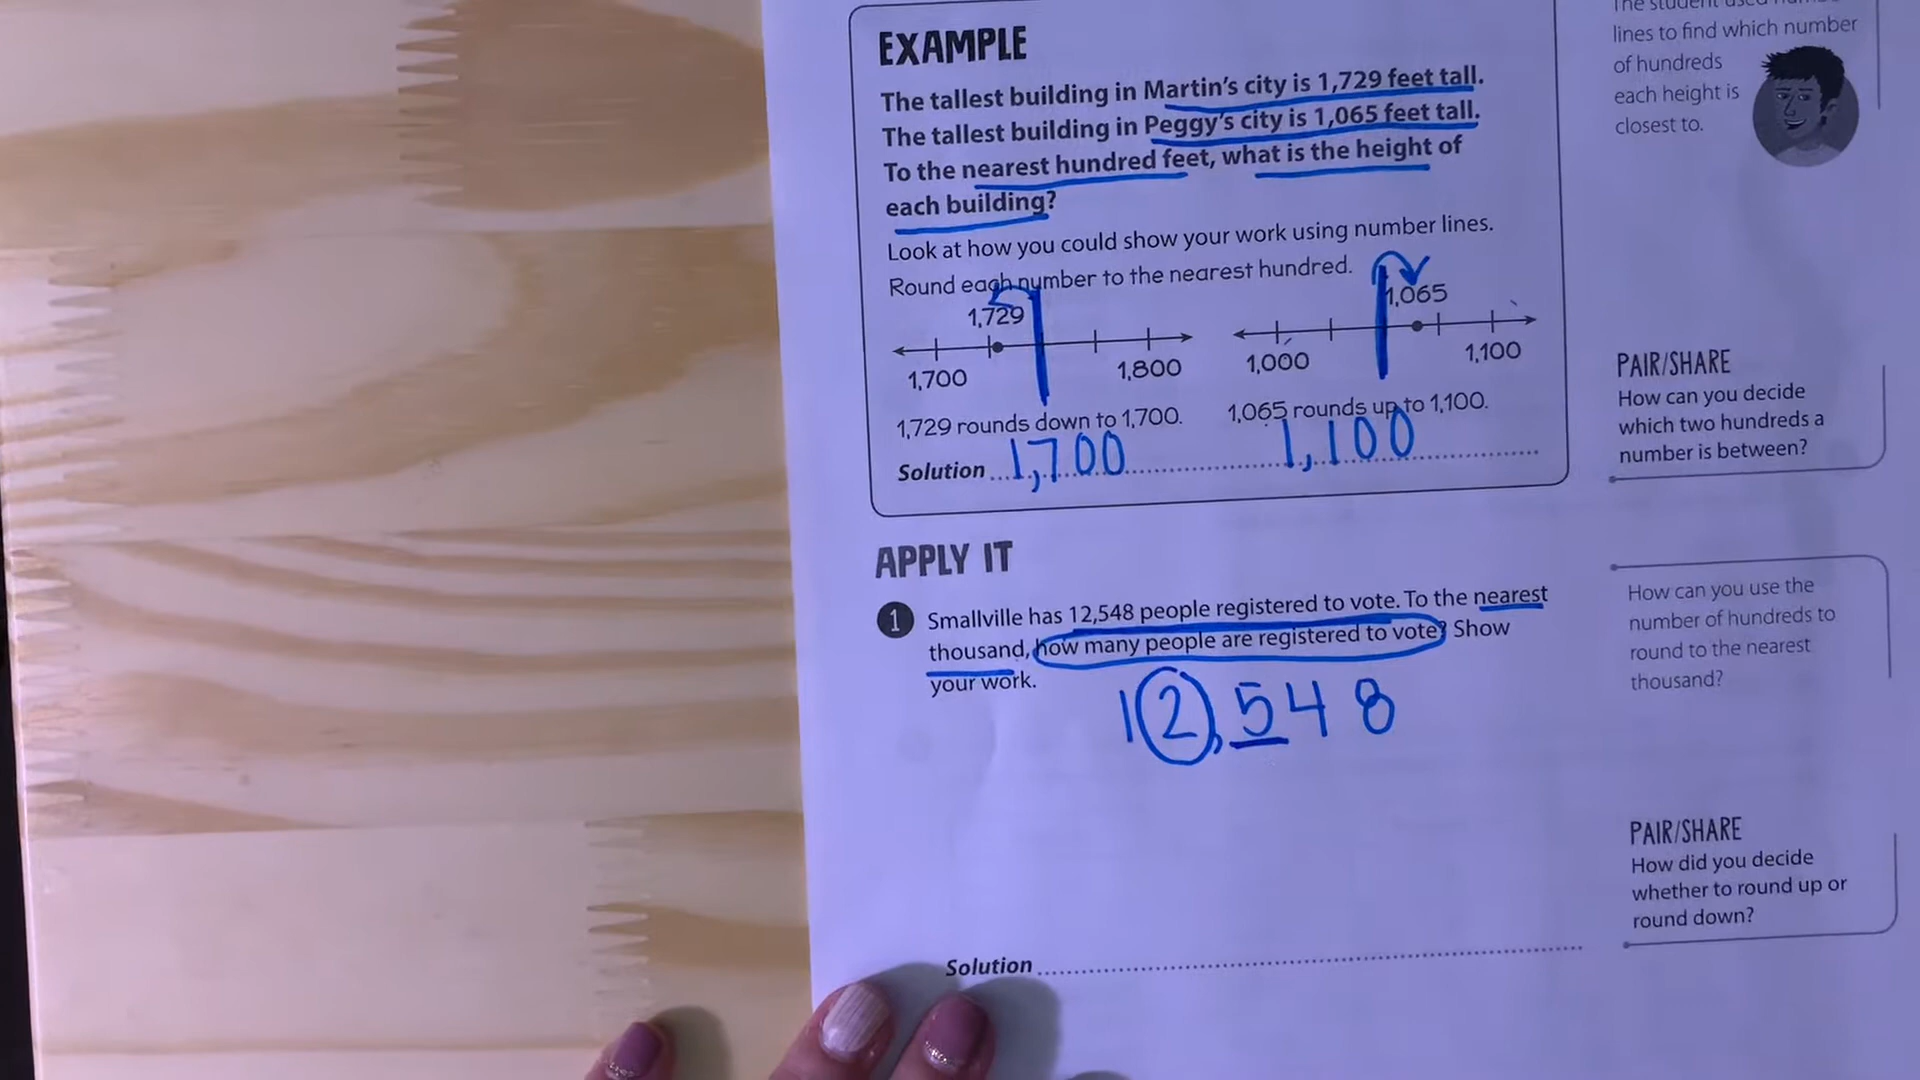 EXAMPLE
The tallest building in Martin's city is 1,729 feet tall.
The tallest building in Peggy's city is 1,065 feet tall.
To the nearest hundred feet, what is the height of
each building?
Look at how you could show your work using number lines.
Round each number to the nearest hundred.
1,729
1,700
1,800
1,065
1,000
1,100
1,729 rounds down to 1,700.
1,065 rounds up to 1,100.
Solution 1,700 1,100
lines to find which number
of hundreds
each height is
closest to.
PAIR/SHARE
How can you decide
which two hundreds a
number is between?
APPLY IT
1 Smallville has 12,548 people registered to vote. To the nearest
thousand, how many people are registered to vote? Show
your work.
12,548
Solution
How can you use the
number of hundreds to
round to the nearest
thousand?
PAIR/SHARE
How did you decide
whether to round up or
round down?